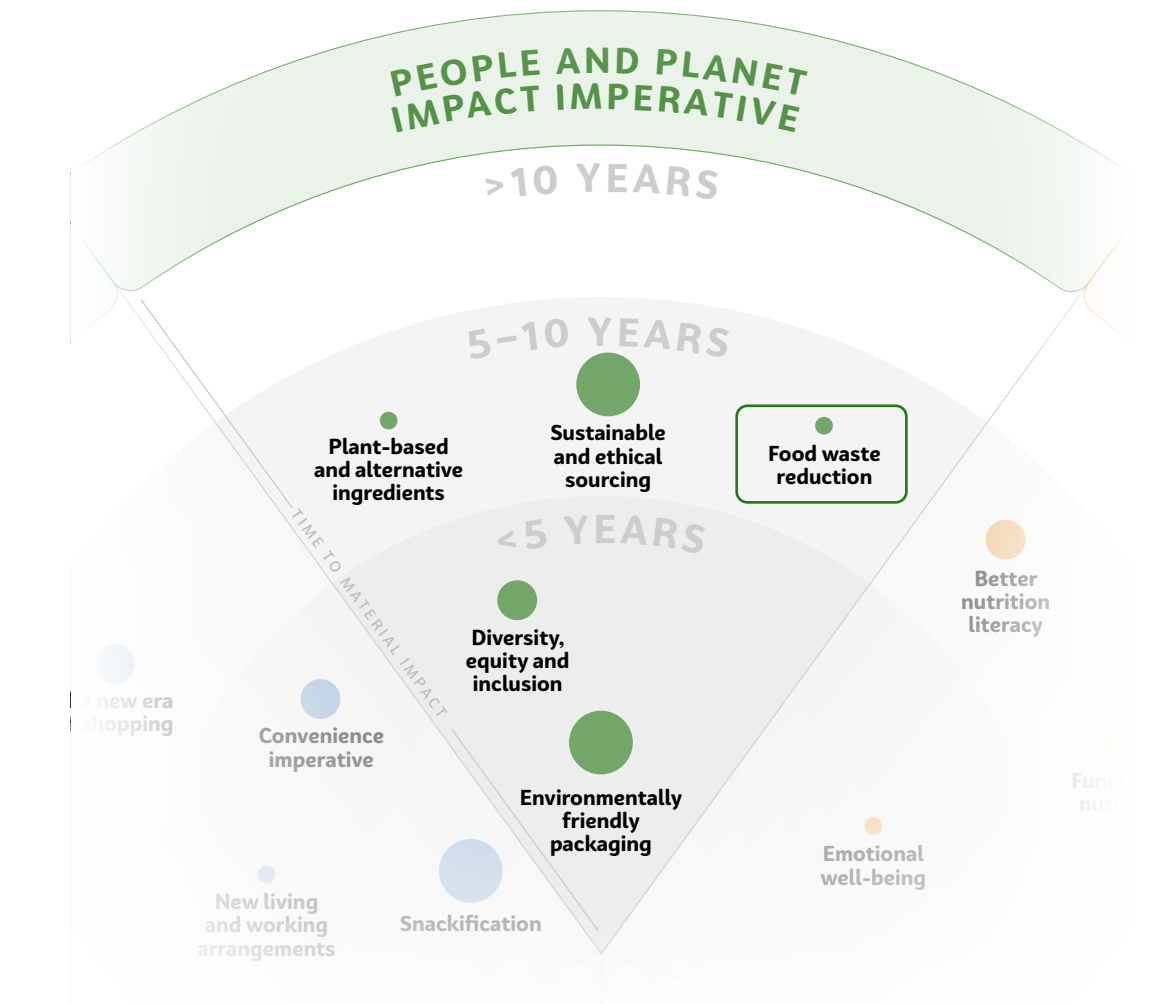 PEOPLE AND PLANET
IMPACT IMPERATIVE
>10 YEARS
5–10 YEARS
Plant-based
and alternative
ingredients
Sustainable
and ethical
sourcing
Food waste
reduction
<5 YEARS
TIME TO MATERIAL IMPACT
Diversity,
equity and
inclusion
Environmentally
friendly
packaging
Better
nutrition
literacy
new era
shopping
Convenience
imperative
Emotional
well-being
New living
and working
arrangements
Snackification